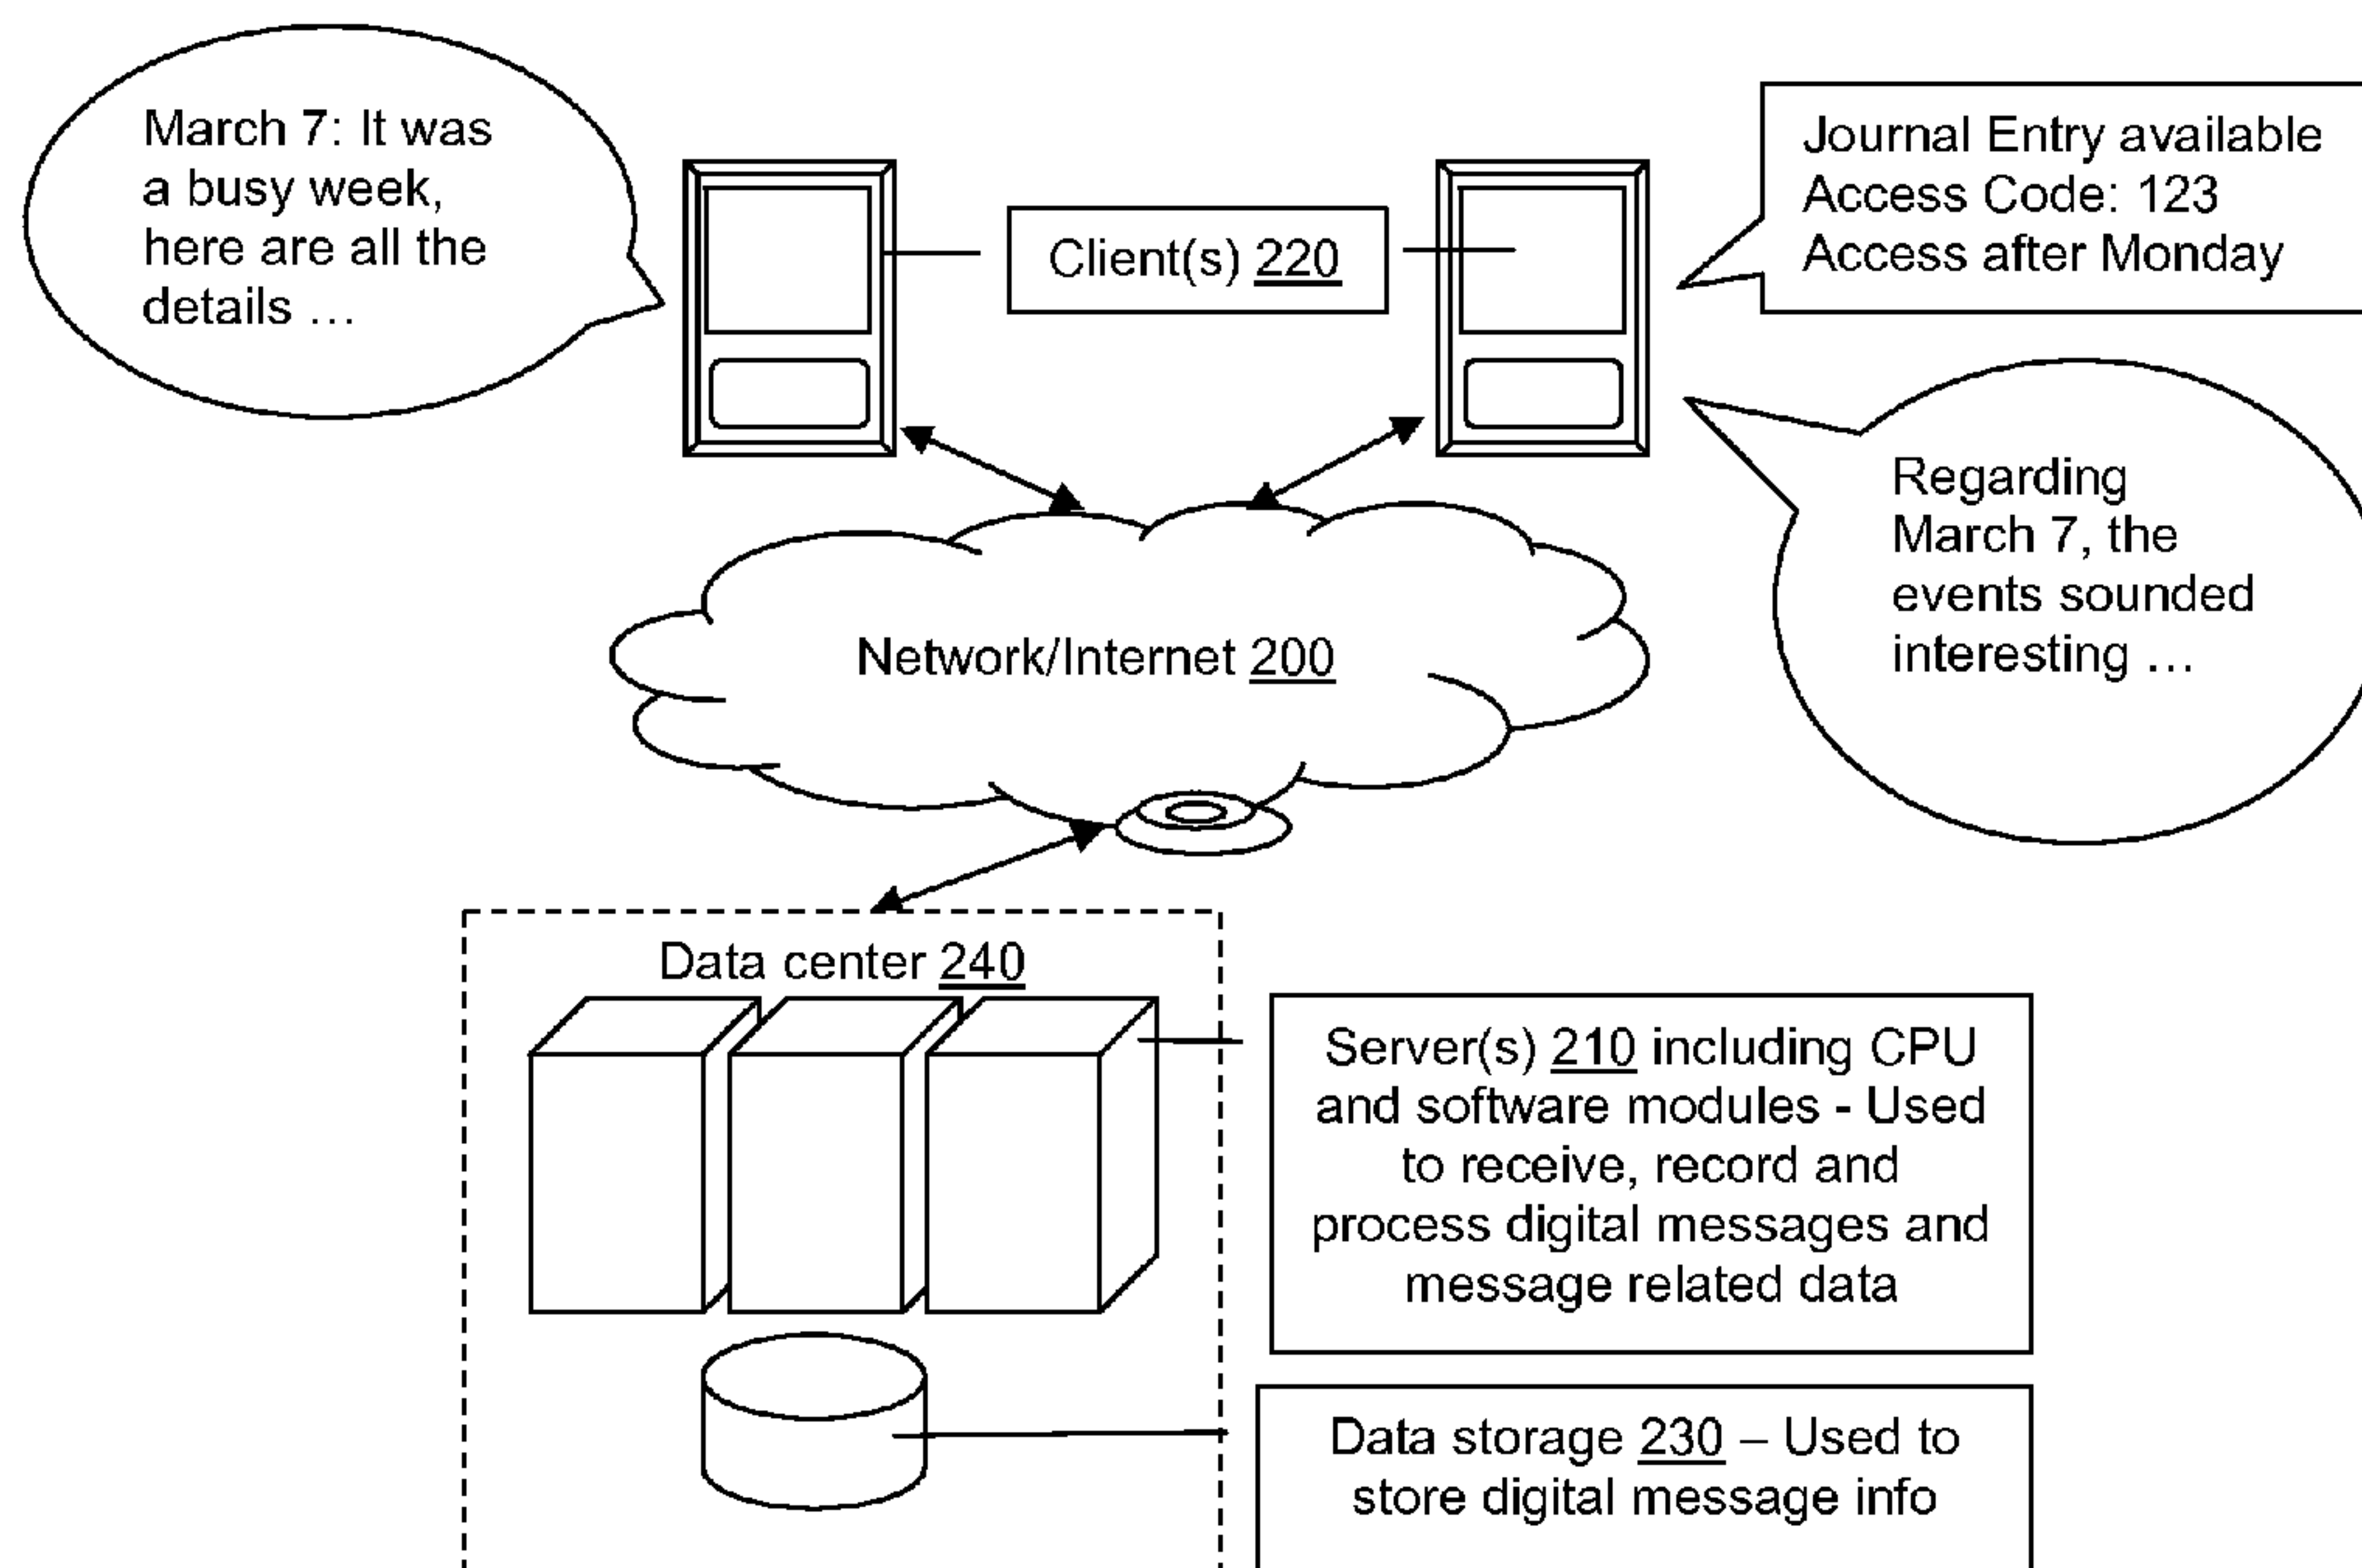 March 7: It was
a busy week,
here are all the
details …
Client(s) 220
Journal Entry available
Access Code: 123
Access after Monday
Regarding
March 7, the
events sounded
interesting …
Network/Internet 200
Data center 240
Server(s) 210 including CPU
and software modules - Used
to receive, record and
process digital messages and
message related data
Data storage 230 – Used to
store digital message info